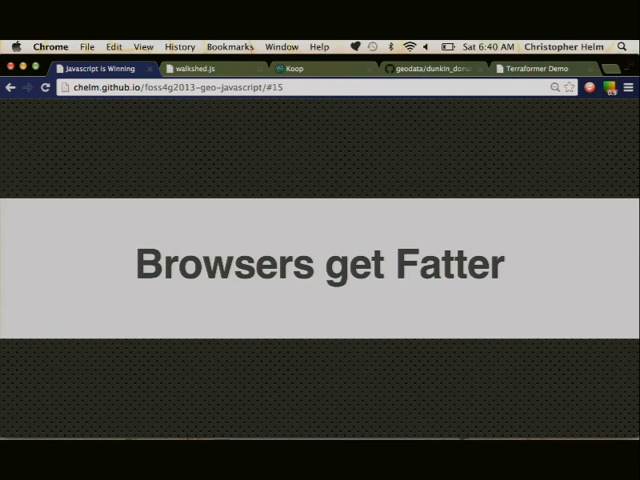 Chrome File Edit View History Bookmarks Window Help Sat 6:40 AM Christopher Helm
Javascript is Winning walkshed.js Koop geodata/dunkin_donu Terraformer Demo
chelm.github.io/foss4g2013-geo-javascript/#15
Browsers get Fatter